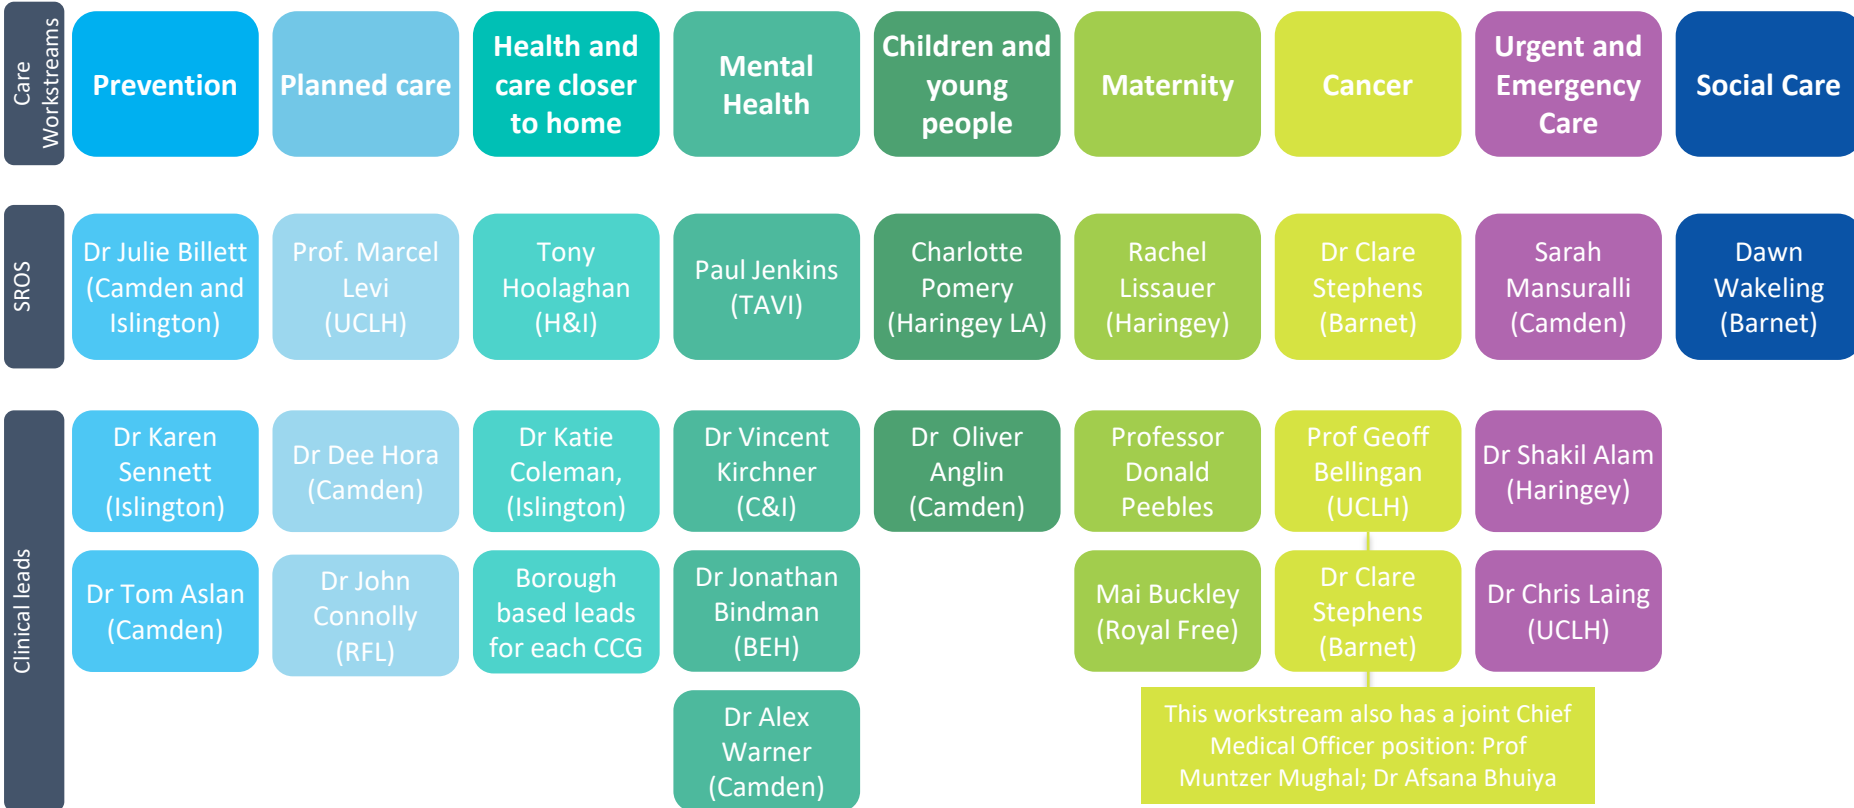 Care
Workstreams
Prevention
Planned care
Health and
care closer
to home
Mental
Health
Children and
young
people
Maternity
Cancer
Urgent and
Emergency
Care
Social Care
SROS
Dr Julie Billett
(Camden and
Islington)
Prof. Marcel
Levi
(UCLH)
Tony
Hoolaghan
(H&I)
Paul Jenkins
(TAVI)
Charlotte
Pomery
(Haringey LA)
Rachel
Lissauer
(Haringey)
Dr Clare
Stephens
(Barnet)
Sarah
Mansuralli
(Camden)
Dawn
Wakeling
(Barnet)
Clinical leads
Dr Karen
Sennett
(Islington)
Dr Dee Hora
(Camden)
Dr Katie
Coleman,
(Islington)
Dr Vincent
Kirchner
(C&I)
Dr Oliver
Anglin
(Camden)
Professor
Donald
Peebles
Prof Geoff
Bellingan
(UCLH)
Dr Shakil Alam
(Haringey)
Dr Tom Aslan
(Camden)
Dr John
Connolly
(RFL)
Borough
based leads
for each CCG
Dr Jonathan
Bindman
(BEH)
Mai Buckley
(Royal Free)
Dr Clare
Stephens
(Barnet)
Dr Chris Laing
(UCLH)
Dr Alex
Warner
(Camden)
This workstream also has a joint Chief
Medical Officer position: Prof
Muntzer Mughal; Dr Afsana Bhuiya